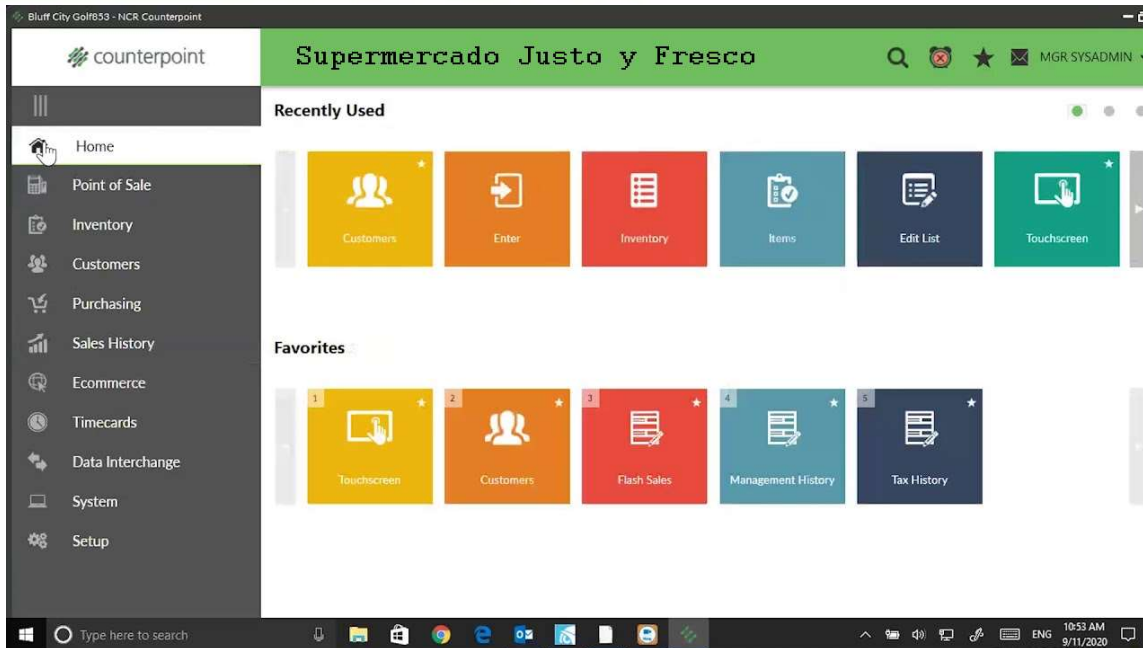 Bluff City Golf853 - NCR Counterpoint
counterpoint
Supermercado Justo y Fresco
MGR SYSADMIN
Recently Used
Home
Point of Sale
Inventory
Customers
Purchasing
Sales History
Ecommerce
Timecards
Data Interchange
System
Setup
Customers
Enter
Inventory
Items
Edit List
Touchscreen
Favorites
1
2
3
4
5
Touchscreen
Customers
Flash Sales
Management History
Tax History
Type here to search
ENG
10:53 AM
9/11/2020